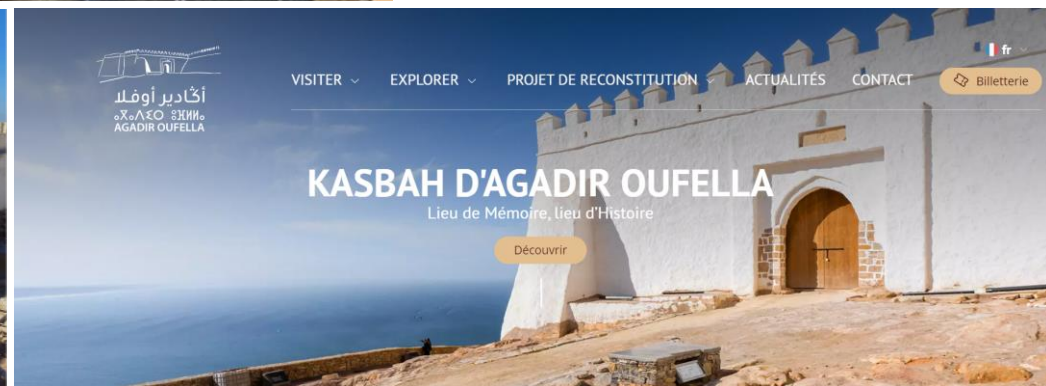 أݣادير أوفلا
ⴰⴳⴰⴷⵉⵔ ⵓⴼⵍⵍⴰ
AGADIR OUFELLA
fr
VISITER EXPLORER PROJET DE RECONSTITUTION ACTUALITÉS CONTACT Billetterie
KASBAH D'AGADIR OUFELLA
Lieu de Mémoire, lieu d'Histoire
Découvrir